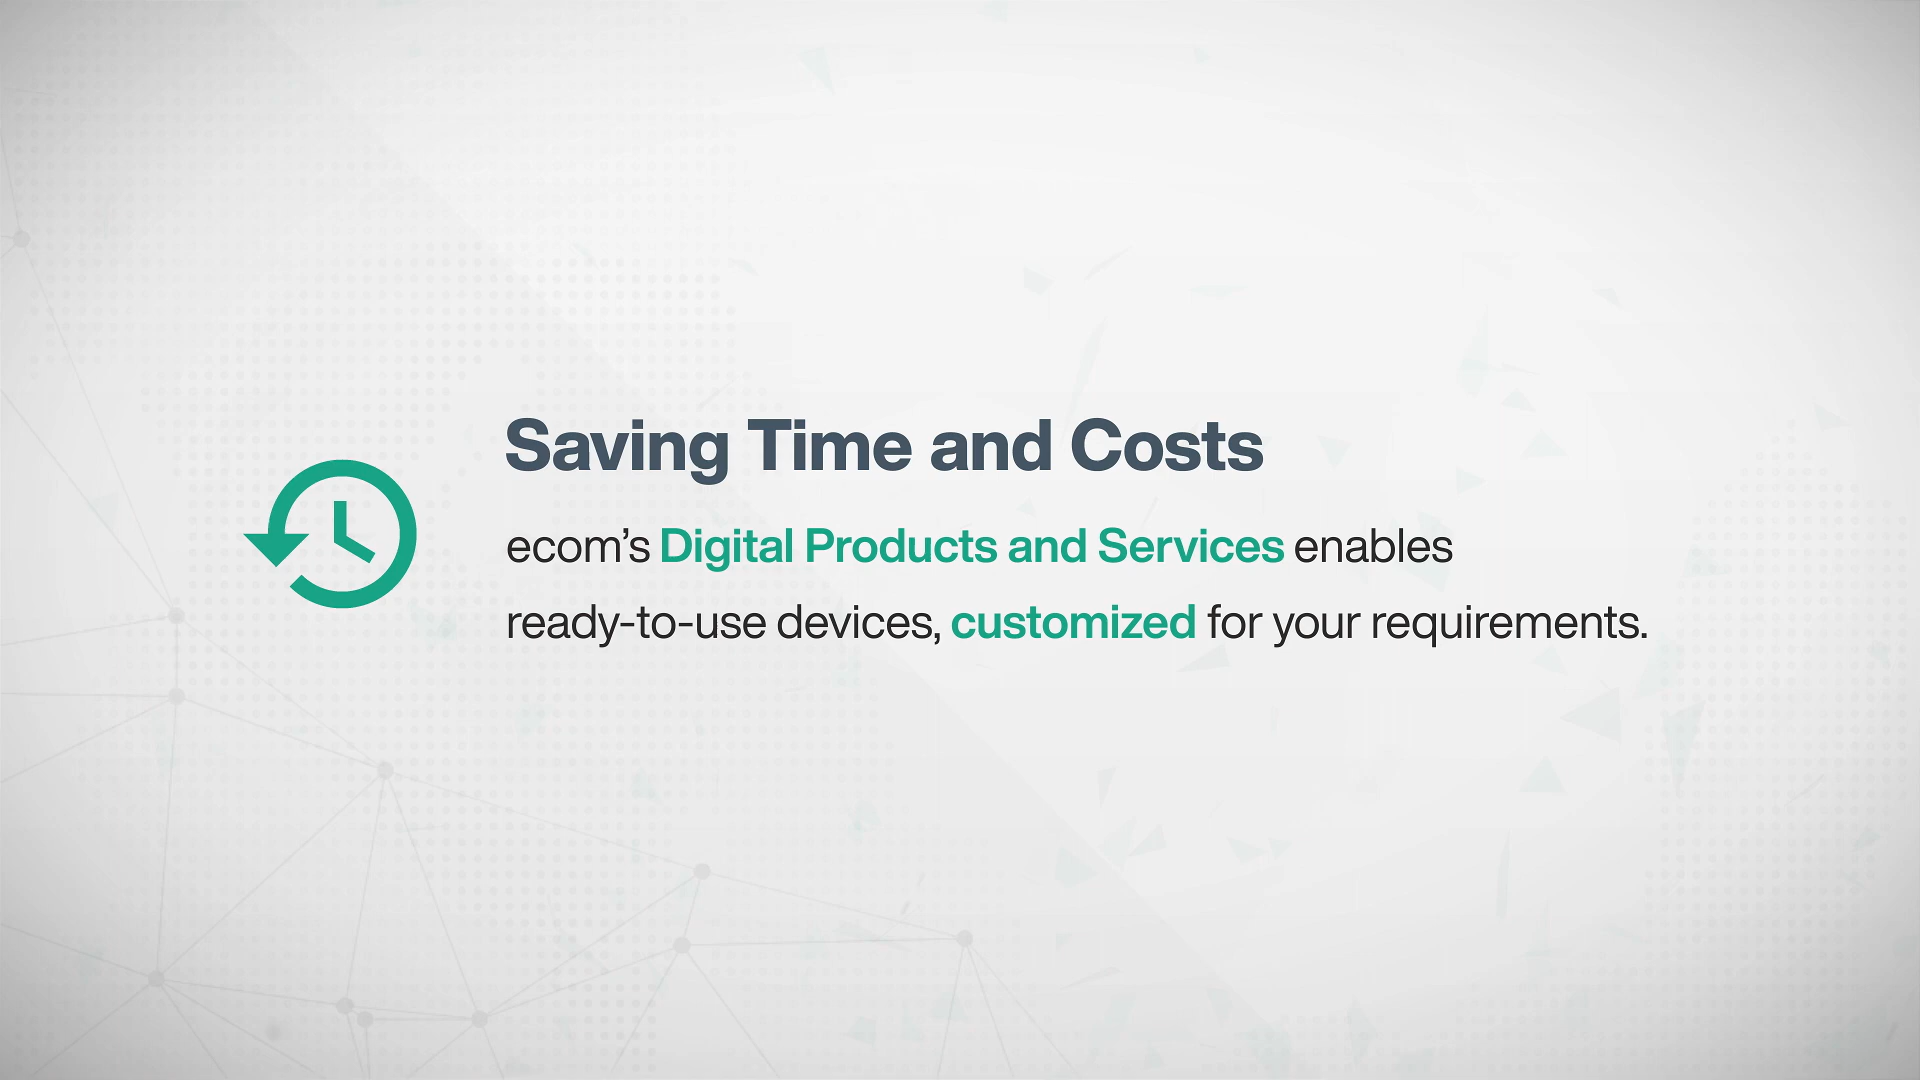 Saving Time and Costs
ecom’s Digital Products and Services enables
ready-to-use devices, customized for your requirements.